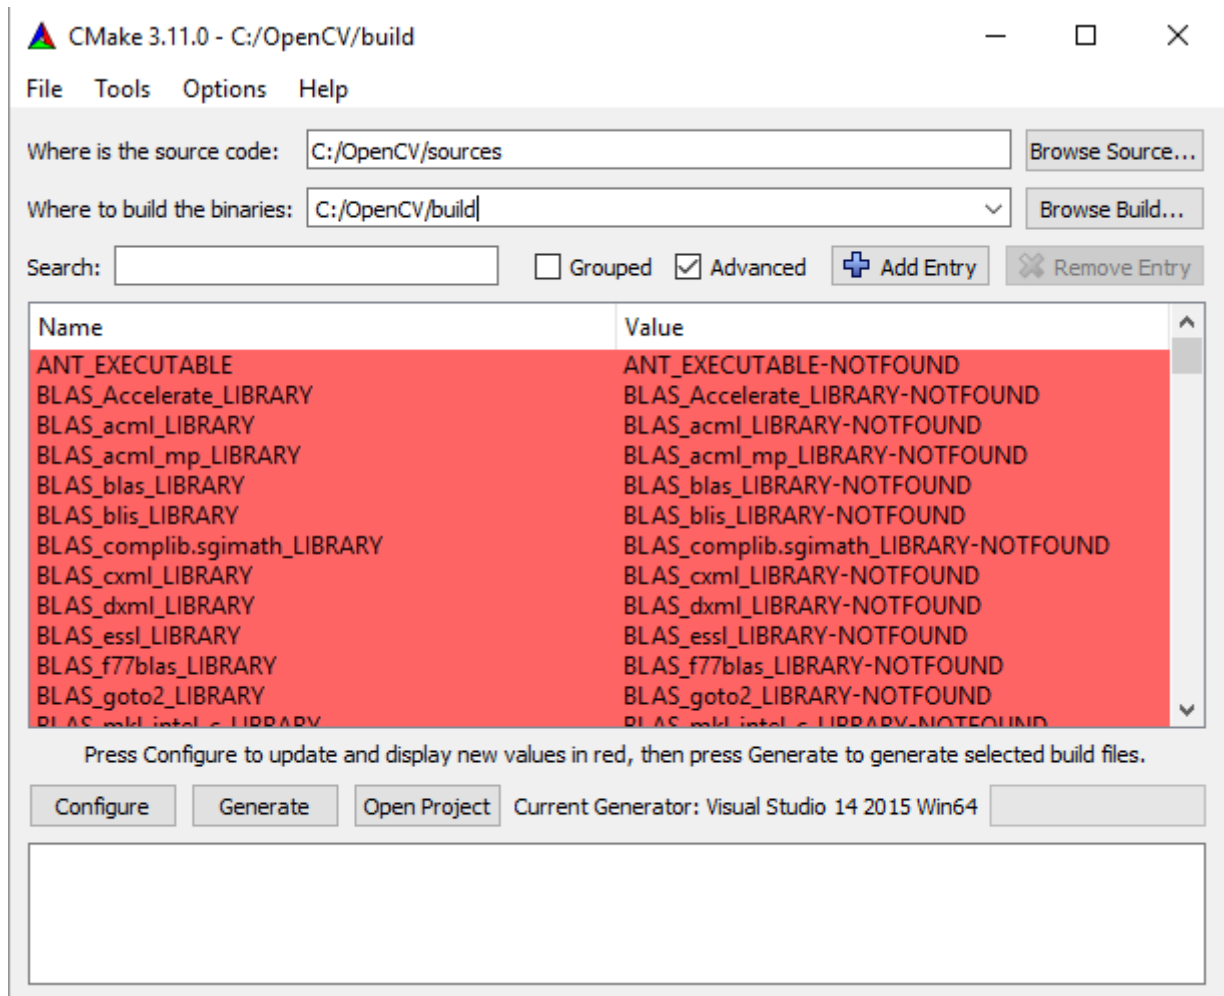 CMake 3.11.0 - C:/OpenCV/build
File Tools Options Help
Where is the source code: C:/OpenCV/sources Browse Source...
Where to build the binaries: C:/OpenCV/build Browse Build...
Search: Grouped Advanced Add Entry Remove Entry
Name Value
ANT_EXECUTABLE ANT_EXECUTABLE-NOTFOUND
BLAS_Accelerate_LIBRARY BLAS_Accelerate_LIBRARY-NOTFOUND
BLAS_acml_LIBRARY BLAS_acml_LIBRARY-NOTFOUND
BLAS_acml_mp_LIBRARY BLAS_acml_mp_LIBRARY-NOTFOUND
BLAS_blas_LIBRARY BLAS_blas_LIBRARY-NOTFOUND
BLAS_blis_LIBRARY BLAS_blis_LIBRARY-NOTFOUND
BLAS_complib.sgimath_LIBRARY BLAS_complib.sgimath_LIBRARY-NOTFOUND
BLAS_cxml_LIBRARY BLAS_cxml_LIBRARY-NOTFOUND
BLAS_dxml_LIBRARY BLAS_dxml_LIBRARY-NOTFOUND
BLAS_essl_LIBRARY BLAS_essl_LIBRARY-NOTFOUND
BLAS_f77blas_LIBRARY BLAS_f77blas_LIBRARY-NOTFOUND
BLAS_goto2_LIBRARY BLAS_goto2_LIBRARY-NOTFOUND
BLAS_mkl_intel_c_LIBRARY BLAS_mkl_intel_c_LIBRARY-NOTFOUND
Press Configure to update and display new values in red, then press Generate to generate selected build files.
Configure Generate Open Project Current Generator: Visual Studio 14 2015 Win64